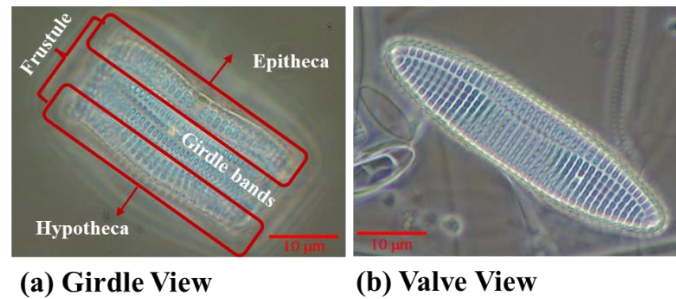 Frustule
Epitheca
Girdle bands
Hypotheca
10 μm
10 μm
(a) Girdle View
(b) Valve View